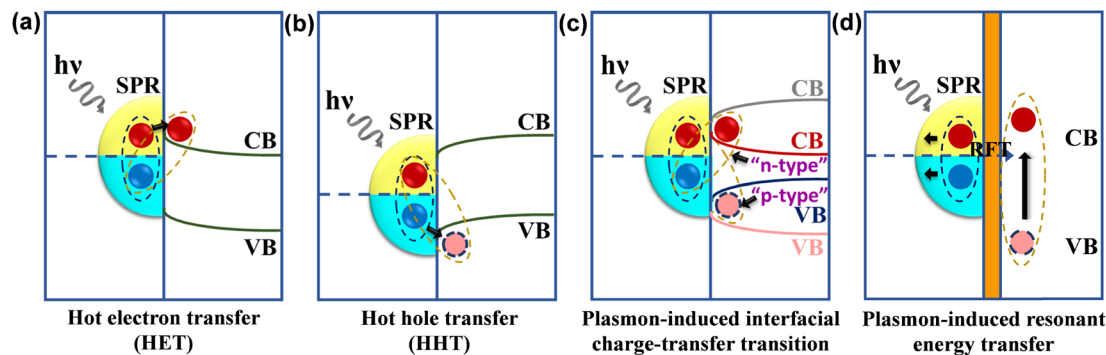 (a)
hν
SPR
CB
VB
Hot electron transfer
(HET)
(b)
hν
SPR
CB
VB
Hot hole transfer
(HHT)
(c)
hν
SPR
CB
CB
“n-type”
“p-type”
VB
VB
Plasmon-induced interfacial
charge-transfer transition
(d)
hν
SPR
RET
CB
VB
Plasmon-induced resonant
energy transfer